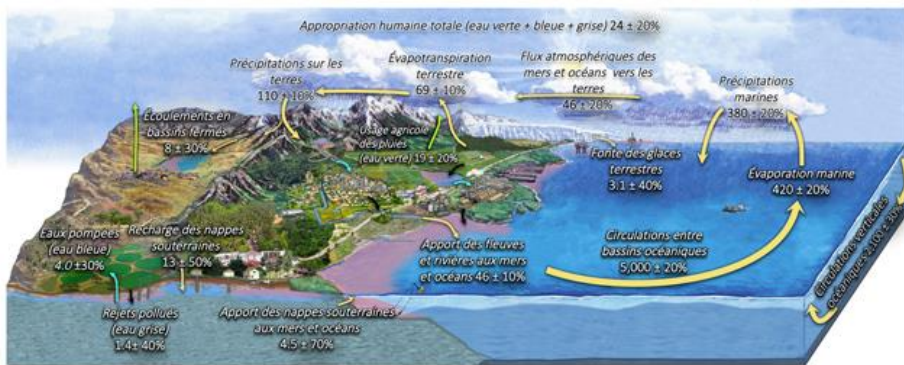 Appropriation humaine totale (eau verte + bleue + grise) 24 ± 20%
Précipitations sur les
terres
110 ± 10%
Évapotranspiration
terrestre
69 ± 10%
Flux atmosphériques des
mers et océans vers les
terres
46 ± 20%
Précipitations
marines
380 ± 20%
Écoulements en
bassins fermés
8 ± 30%
Usage agricole
des pluies
(eau verte) 19 ± 20%
Fonte des glaces
terrestres
3.1 ± 40%
Évaporation marine
420 ± 20%
Eaux pompées
(eau bleue)
4.0 ±30%
Recharge des nappes
souterraines
13 ± 50%
Apport des fleuves
et rivières aux mers
et océans 46 ± 10%
Circulations entre
bassins océaniques
5,000 ± 20%
Circulations verticales
océaniques 2,105 ± 30%
Rejets pollués
(eau grise)
1.4± 40%
Apport des nappes souterraines
aux mers et océans
4.5 ± 70%